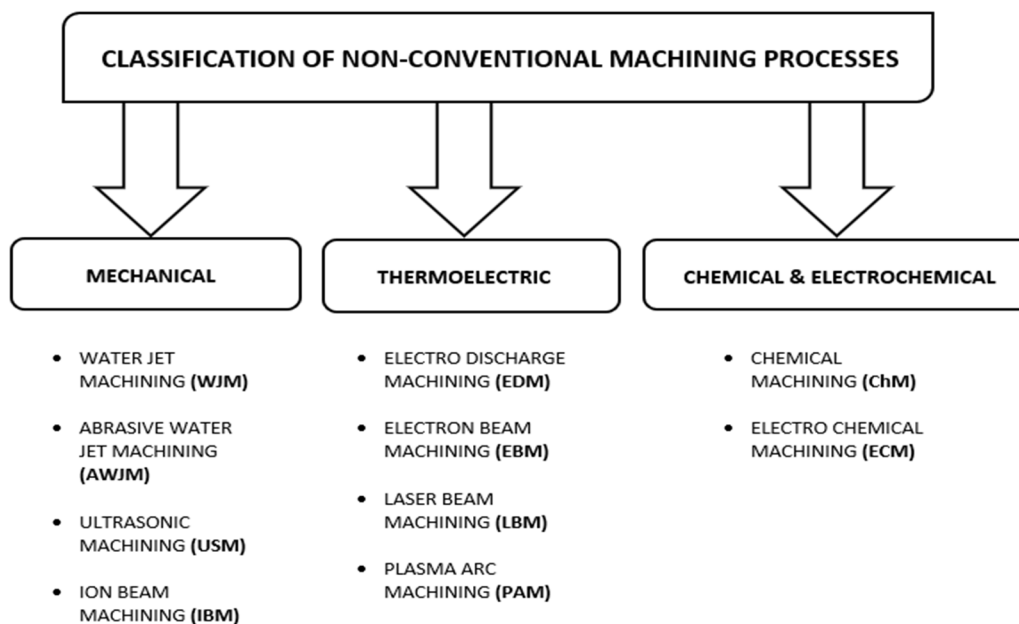 CLASSIFICATION OF NON-CONVENTIONAL MACHINING PROCESSES
MECHANICAL
• WATER JET
MACHINING (WJM)
• ABRASIVE WATER
JET MACHINING
(AWJM)
• ULTRASONIC
MACHINING (USM)
• ION BEAM
MACHINING (IBM)
THERMOELECTRIC
• ELECTRO DISCHARGE
MACHINING (EDM)
• ELECTRON BEAM
MACHINING (EBM)
• LASER BEAM
MACHINING (LBM)
• PLASMA ARC
MACHINING (PAM)
CHEMICAL & ELECTROCHEMICAL
• CHEMICAL
MACHINING (ChM)
• ELECTRO CHEMICAL
MACHINING (ECM)